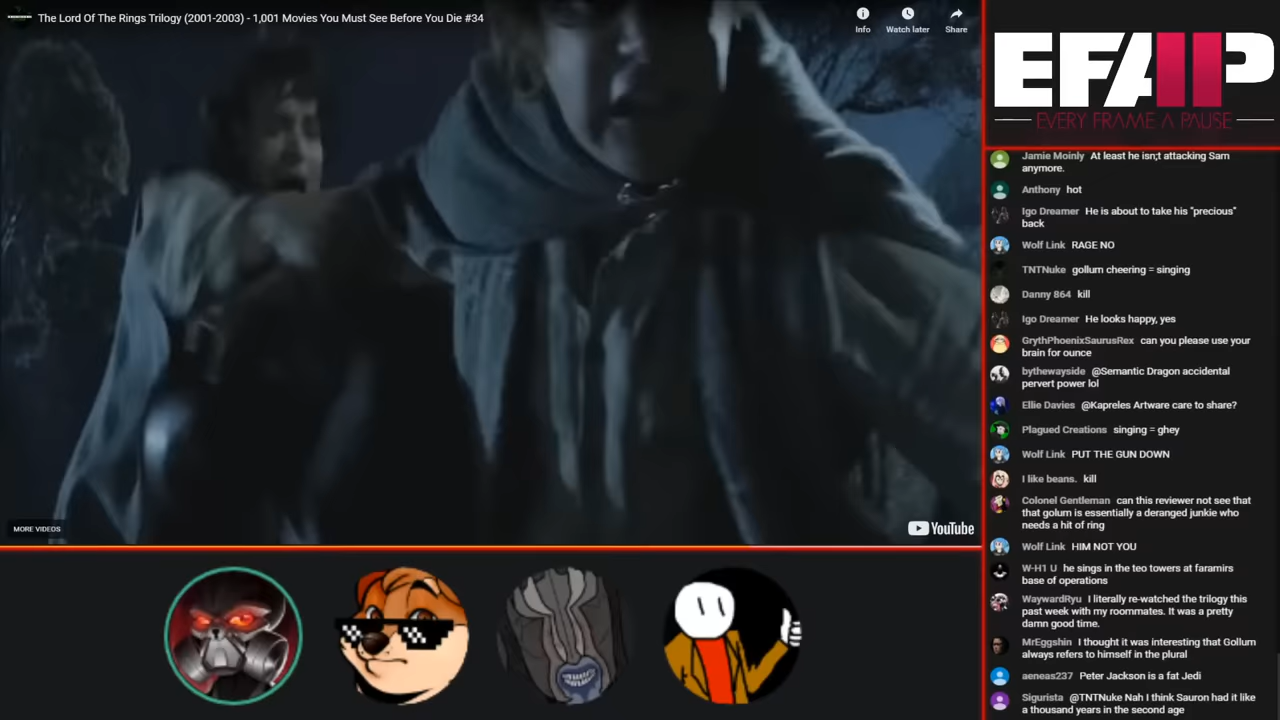 The Lord Of The Rings Trilogy (2001-2003) - 1,001 Movies You Must See Before You Die #34
Info
Watch later
Share
MORE VIDEOS
YouTube
EFAP
EVERY FRAME A PAUSE
Jamie Moinly At least he isn;t attacking Sam
anymore.
Anthony hot
Igo Dreamer He is about to take his "precious"
back
Wolf Link RAGE NO
TNTNuke gollum cheering = singing
Danny 864 kill
Igo Dreamer He looks happy, yes
GrythPhoenixSaurusRex can you please use your
brain for ounce
bythewayside @Semantic Dragon accidental
pervert power lol
Ellie Davies @Kapreles Artware care to share?
Plagued Creations singing = ghey
Wolf Link PUT THE GUN DOWN
I like beans. kill
Colonel Gentleman can this reviewer not see that
that golum is essentially a deranged junkie who
needs a hit of ring
Wolf Link HIM NOT YOU
W-H1 U he sings in the teo towers at faramirs
base of operations
WaywardRyu I literally re-watched the trilogy this
past week with my roommates. It was a pretty
damn good time.
MrEggshin I thought it was interesting that Gollum
always refers to himself in the plural
aeneas237 Peter Jackson is a fat Jedi
Sigurista @TNTNuke Nah I think Sauron had it like
a thousand years in the second age